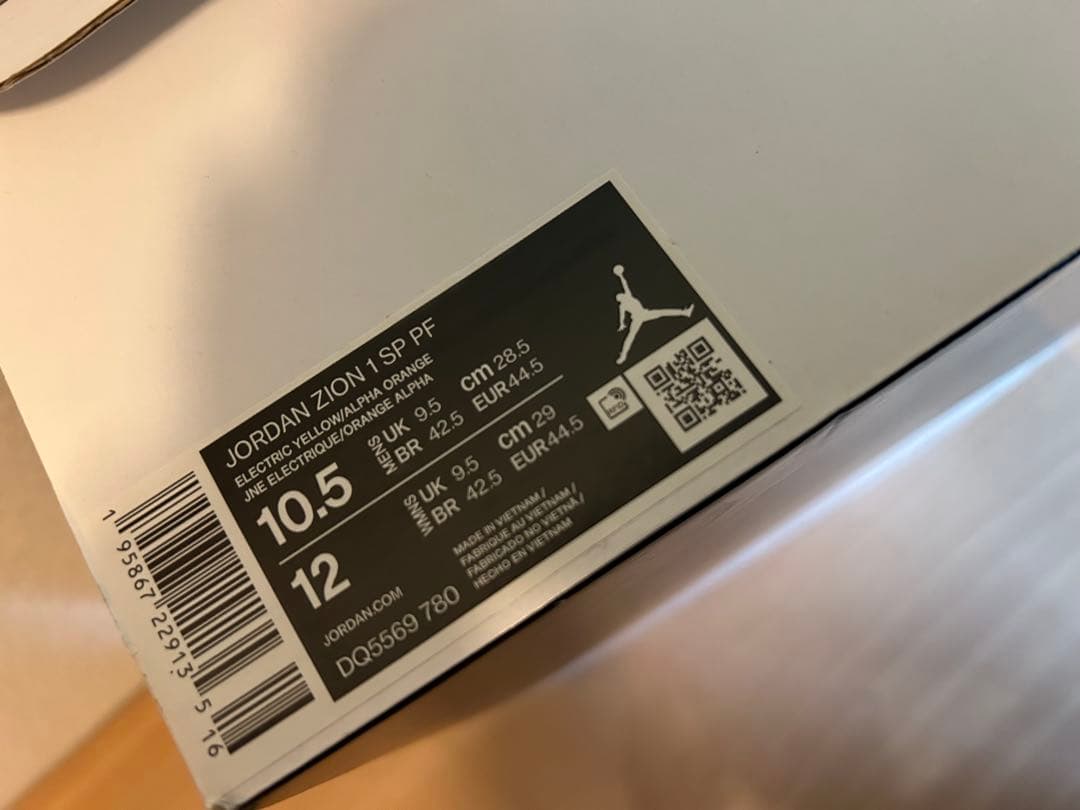 JORDAN ZION 1 SP PF
ELECTRIC YELLOW/ALPHA ORANGE
JNE ELECTRIQUE/ORANGE ALPHA
10.5 MENS UK 9.5 cm 28.5
BR 42.5 EUR 44.5
12 WMNS UK 9.5 cm 29
BR 42.5 EUR 44.5
RFID
JORDAN.COM
DQ5569 780
MADE IN VIETNAM /
FABRIQUE AU VIETNAM /
FABRICADO NO VIETNÃ /
HECHO EN VIETNAM
1 95867 22913 5 16